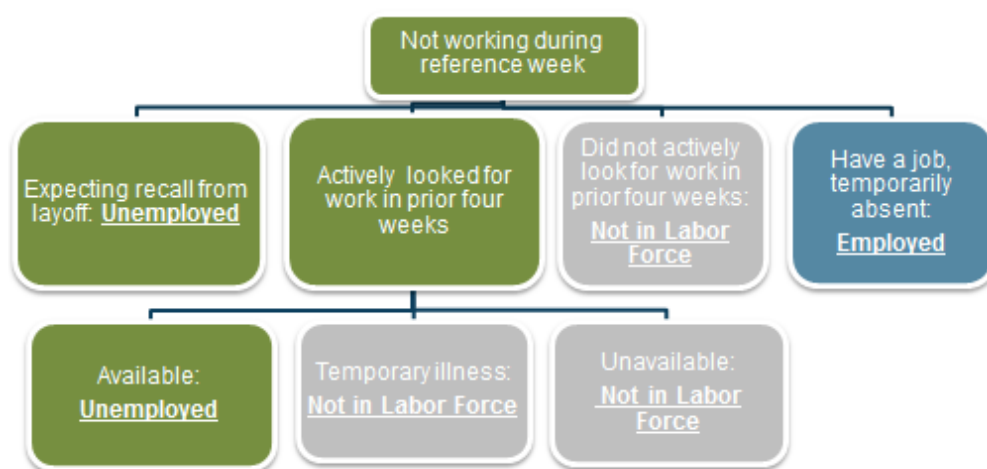 Not working during
reference week
Expecting recall from
layoff: Unemployed
Actively looked for
work in prior four
weeks
Did not actively
look for work in
prior four weeks:
Not in Labor
Force
Have a job,
temporarily
absent:
Employed
Available:
Unemployed
Temporary illness:
Not in Labor Force
Unavailable:
Not in Labor
Force